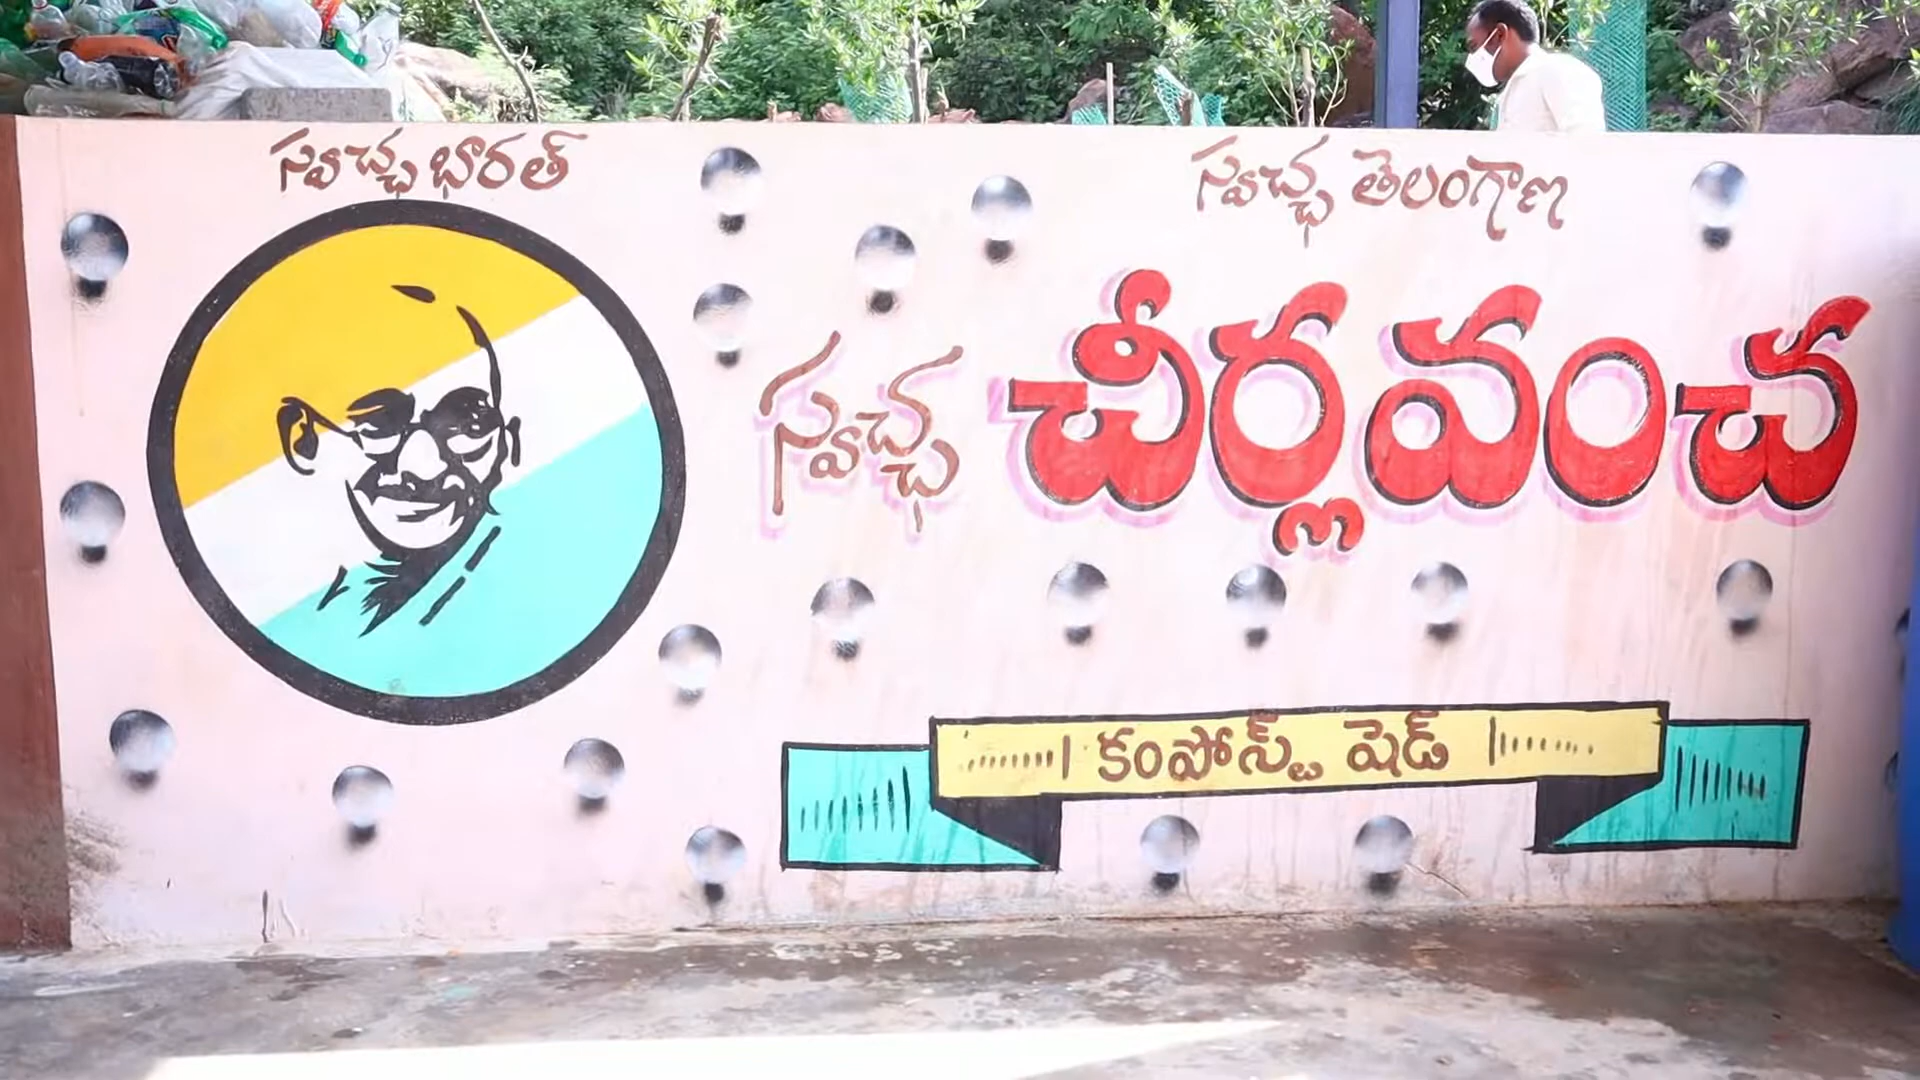 స్వచ్ఛ భారత్
స్వచ్ఛ తెలంగాణ
స్వచ్ఛ చీర్లవంచ
కంపోస్ట్ షెడ్